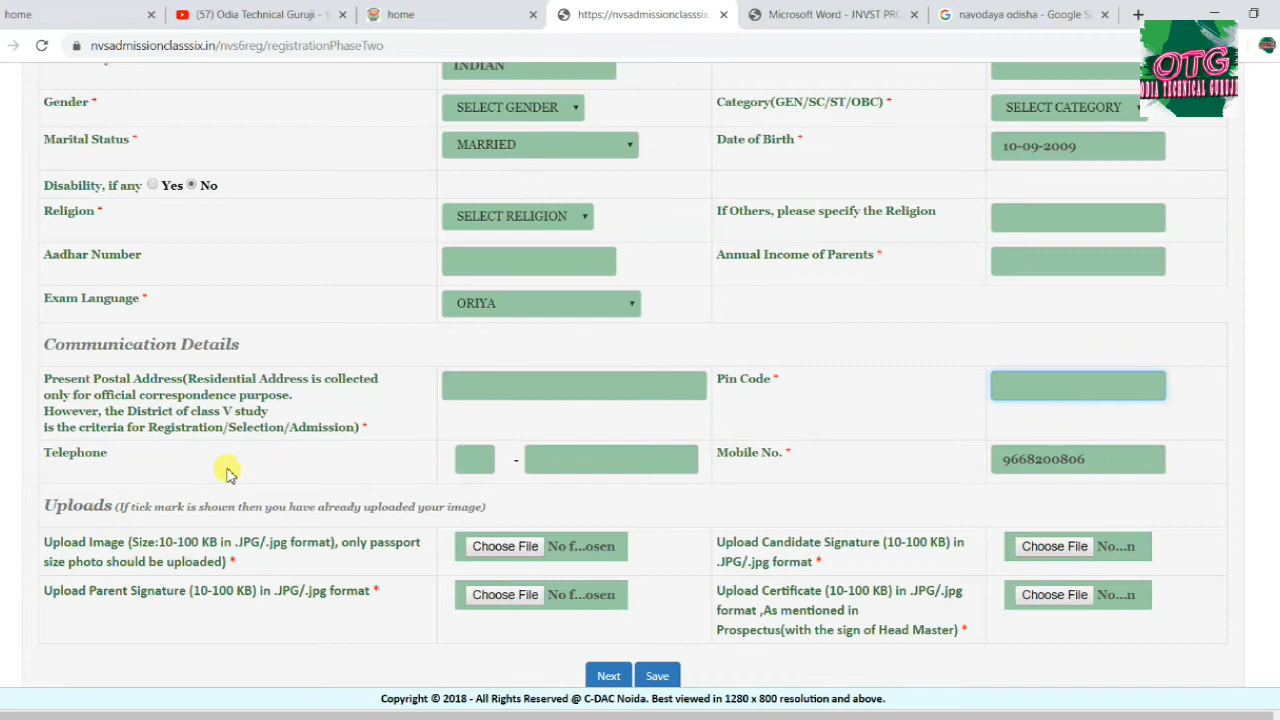 home
(57) Odia Technical Guruji -
home
https://nvsadmissionclasssix.
Microsoft Word - JNVST PRO
navodaya odisha - Google S
nvsadmissionclasssix.in/nvs6reg/registrationPhaseTwo
OTG
ODIA TECHNICAL GURUJI
INDIAN
Gender *
SELECT GENDER
Category(GEN/SC/ST/OBC) *
SELECT CATEGORY
Marital Status *
MARRIED
Date of Birth *
10-09-2009
Disability, if any Yes No
Religion *
SELECT RELIGION
If Others, please specify the Religion
Aadhar Number
Annual Income of Parents *
Exam Language *
ORIYA
Communication Details
Present Postal Address(Residential Address is collected
only for official correspondence purpose.
However, the District of class V study
is the criteria for Registration/Selection/Admission) *
Pin Code *
Telephone
-
Mobile No. *
9668200806
Uploads (If tick mark is shown then you have already uploaded your image)
Upload Image (Size:10-100 KB in .JPG/.jpg format), only passport
size photo should be uploaded) *
Choose File No f...osen
Upload Candidate Signature (10-100 KB) in
.JPG/.jpg format *
Choose File No...n
Upload Parent Signature (10-100 KB) in .JPG/.jpg format *
Choose File No f...osen
Upload Certificate (10-100 KB) in .JPG/.jpg
format ,As mentioned in
Prospectus(with the sign of Head Master) *
Choose File No...n
Next
Save
Copyright © 2018 - All Rights Reserved @ C-DAC Noida. Best viewed in 1280 x 800 resolution and above.